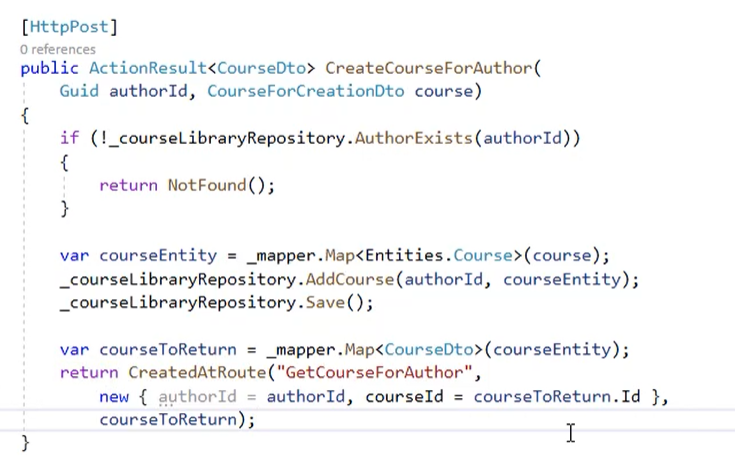 [HttpPost]
0 references
public ActionResult<CourseDto> CreateCourseForAuthor(
Guid authorId, CourseForCreationDto course)
{
if (!_courseLibraryRepository.AuthorExists(authorId))
{
return NotFound();
}
var courseEntity = _mapper.Map<Entities.Course>(course);
_courseLibraryRepository.AddCourse(authorId, courseEntity);
_courseLibraryRepository.Save();
var courseToReturn = _mapper.Map<CourseDto>(courseEntity);
return CreatedAtRoute("GetCourseForAuthor",
new { authorId = authorId, courseId = courseToReturn.Id },
courseToReturn);
}